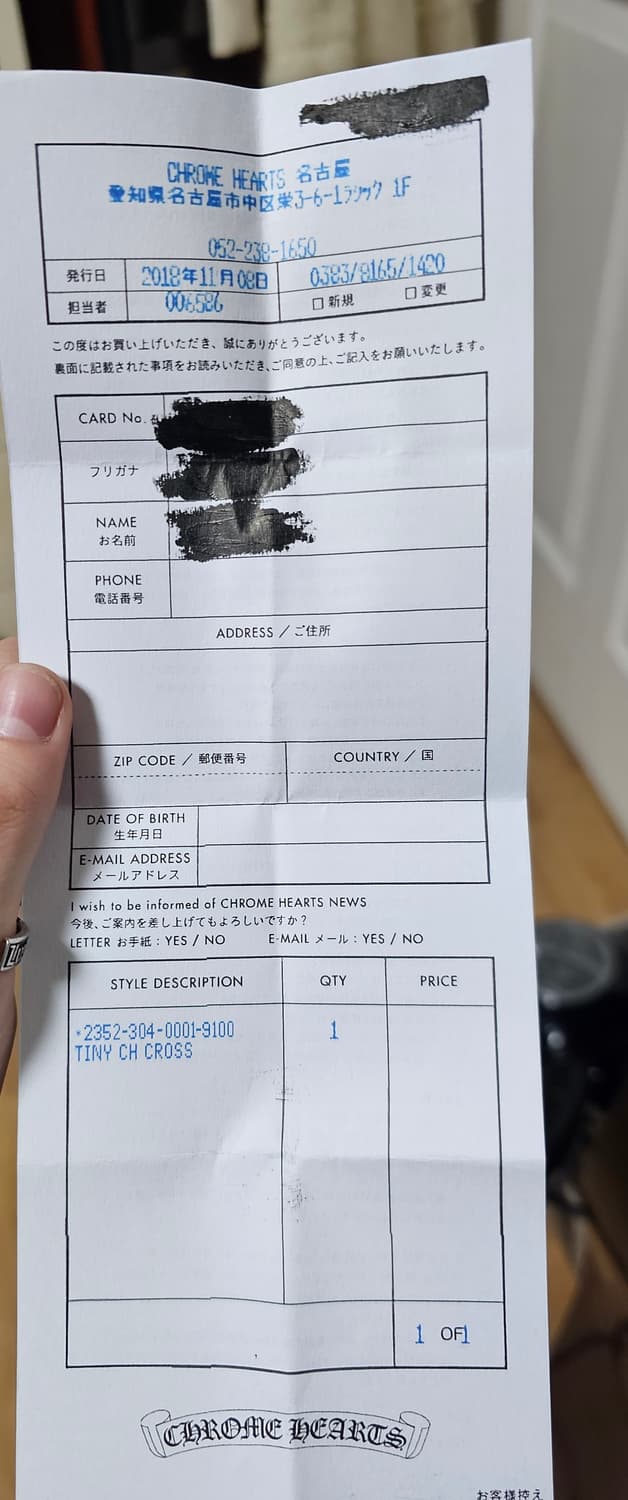 CHROME HEARTS 名古屋
愛知県名古屋市中区栄3-6-1ラシック 1F
052-238-1650
発行日 2018年11月08日 0383/8165/1420
担当者 006586 □ 新規 □ 変更
この度はお買い上げいただき、誠にありがとうございます。
裏面に記載された事項をお読みいただき、ご同意の上、ご記入をお願いいたします。
CARD No.
フリガナ
NAME
お名前
PHONE
電話番号
ADDRESS / ご住所
ZIP CODE / 郵便番号 COUNTRY / 国
DATE OF BIRTH
生年月日
E-MAIL ADDRESS
メールアドレス
I wish to be informed of CHROME HEARTS NEWS
今後、ご案内を差し上げてもよろしいですか?
LETTER お手紙 : YES / NO E-MAIL メール : YES / NO
STYLE DESCRIPTION QTY PRICE
*2352-304-0001-9100 1
TINY CH CROSS
1 OF1
CHROME HEARTS
お客様控え